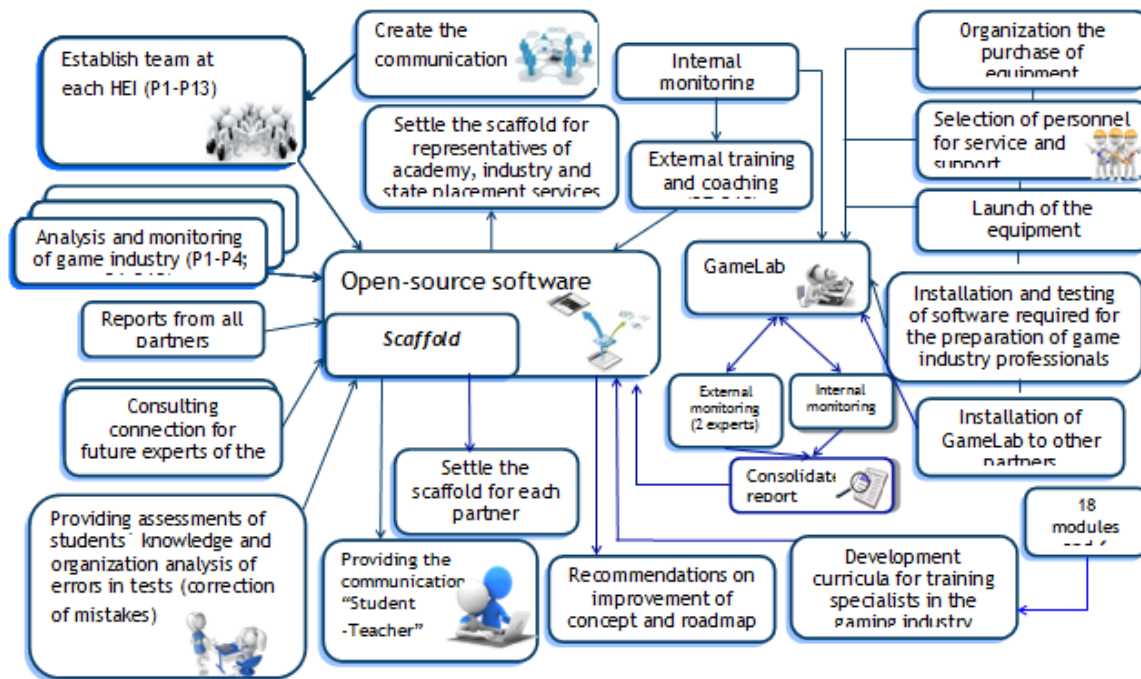 Establish team at
each HEI (P1-P13)
Create the
communication
Internal
monitoring
Organization the
purchase of
equipment
Settle the scaffold for
representatives of
academy, industry and
state placement services
External training
and coaching
Selection of personnel
for service and
support
Launch of the
equipment
Analysis and monitoring
of game industry (P1-P4;
Open-source software
GameLab
Installation and testing
of software required for
the preparation of game
industry professionals
Reports from all
partners
Scaffold
External
monitoring
(2 experts)
Internal
monitoring
Consulting
connection for
future experts of the
Installation of
GameLab to other
partners
Settle the
scaffold for each
partner
Consolidate
report
Providing assessments of
students` knowledge and
organization analysis of
errors in tests (correction
of mistakes)
Providing the
communication
“Student
-Teacher”
Recommendations on
improvement of
concept and roadmap
Development
curricula for training
specialists in the
gaming industry
18
modules